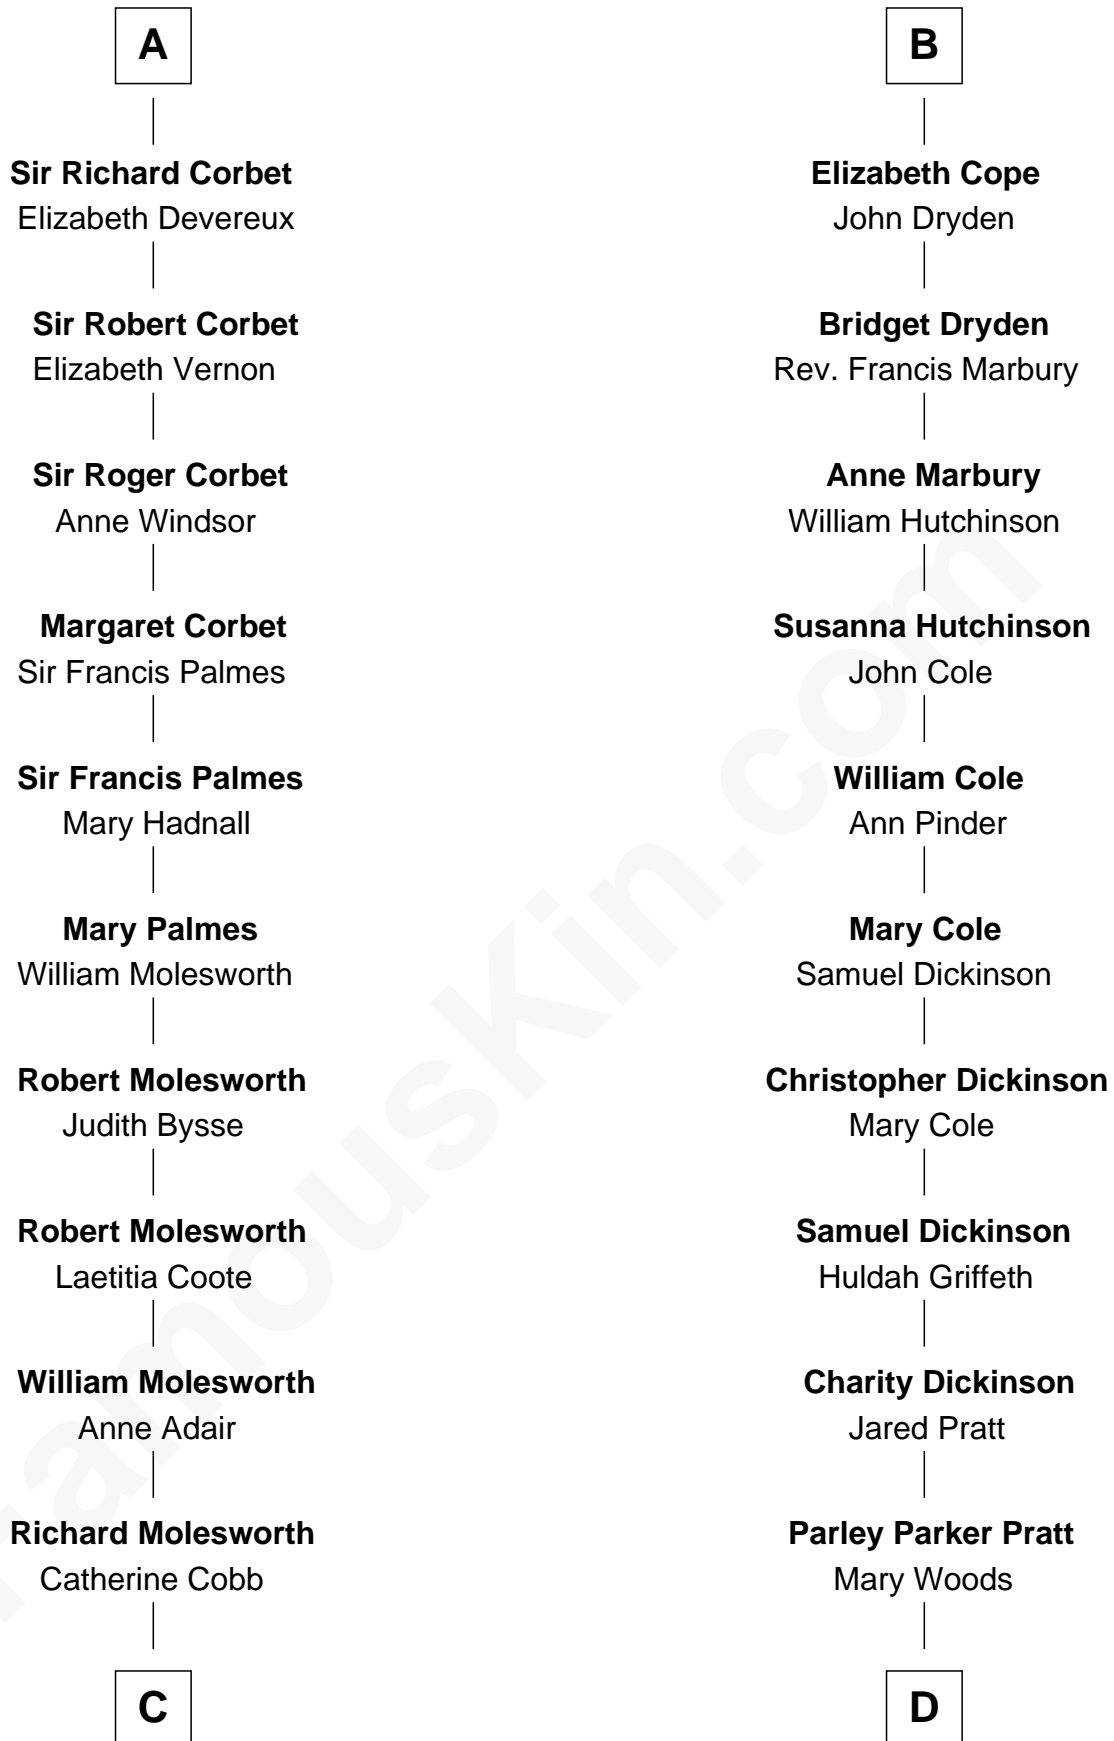 A
Sir Richard Corbet
Elizabeth Devereux
Sir Robert Corbet
Elizabeth Vernon
Sir Roger Corbet
Anne Windsor
Margaret Corbet
Sir Francis Palmes
Sir Francis Palmes
Mary Hadnall
Mary Palmes
William Molesworth
Robert Molesworth
Judith Bysse
Robert Molesworth
Laetitia Coote
William Molesworth
Anne Adair
Richard Molesworth
Catherine Cobb
C
B
Elizabeth Cope
John Dryden
Bridget Dryden
Rev. Francis Marbury
Anne Marbury
William Hutchinson
Susanna Hutchinson
John Cole
William Cole
Ann Pinder
Mary Cole
Samuel Dickinson
Christopher Dickinson
Mary Cole
Samuel Dickinson
Huldah Griffeth
Charity Dickinson
Jared Pratt
Parley Parker Pratt
Mary Woods
D
FamousKin.com